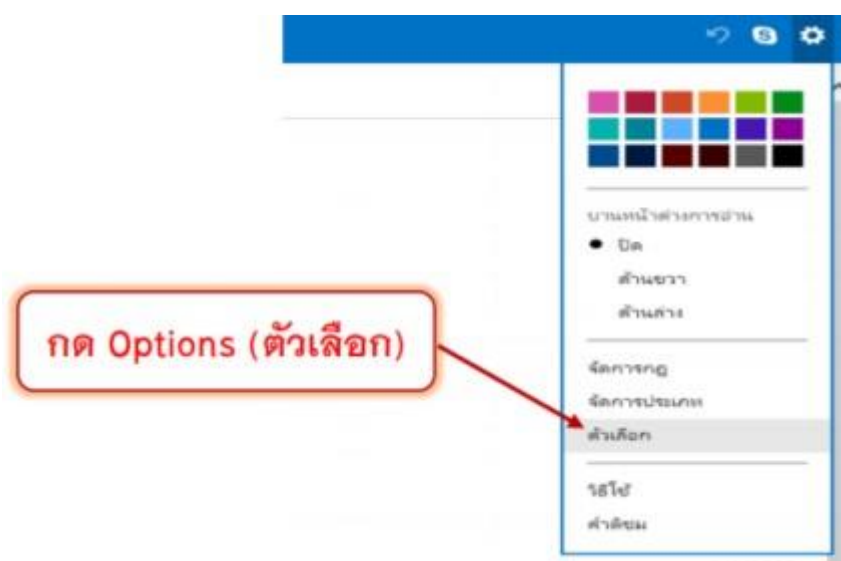 บานหน้าต่างการอ่าน
ปิด
ด้านขวา
ด้านล่าง
กด Options (ตัวเลือก)
จัดการกฎ
จัดการประเภท
ตัวเลือก
วิธีใช้
คำติชม